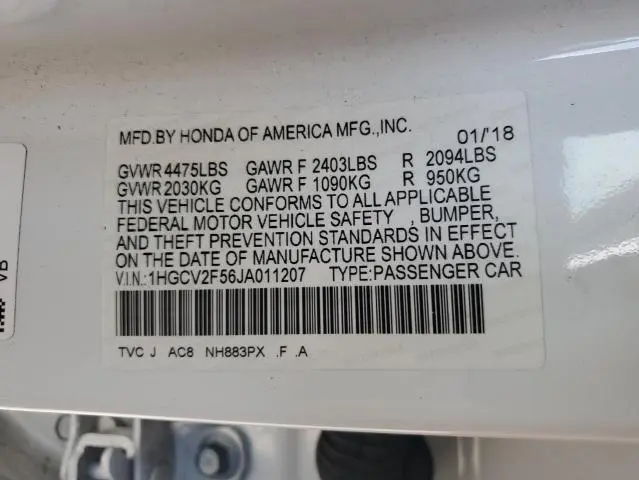 MFD.BY HONDA OF AMERICA MFG.,INC. 01/'18
GVWR 4475LBS GAWR F 2403LBS R 2094LBS
GVWR 2030KG GAWR F 1090KG R 950KG
THIS VEHICLE CONFORMS TO ALL APPLICABLE
FEDERAL MOTOR VEHICLE SAFETY , BUMPER,
AND THEFT PREVENTION STANDARDS IN EFFECT
ON THE DATE OF MANUFACTURE SHOWN ABOVE.
V.I.N.:1HGCV2F56JA011207 TYPE:PASSENGER CAR
TVC J AC8 NH883PX .F .A
VB